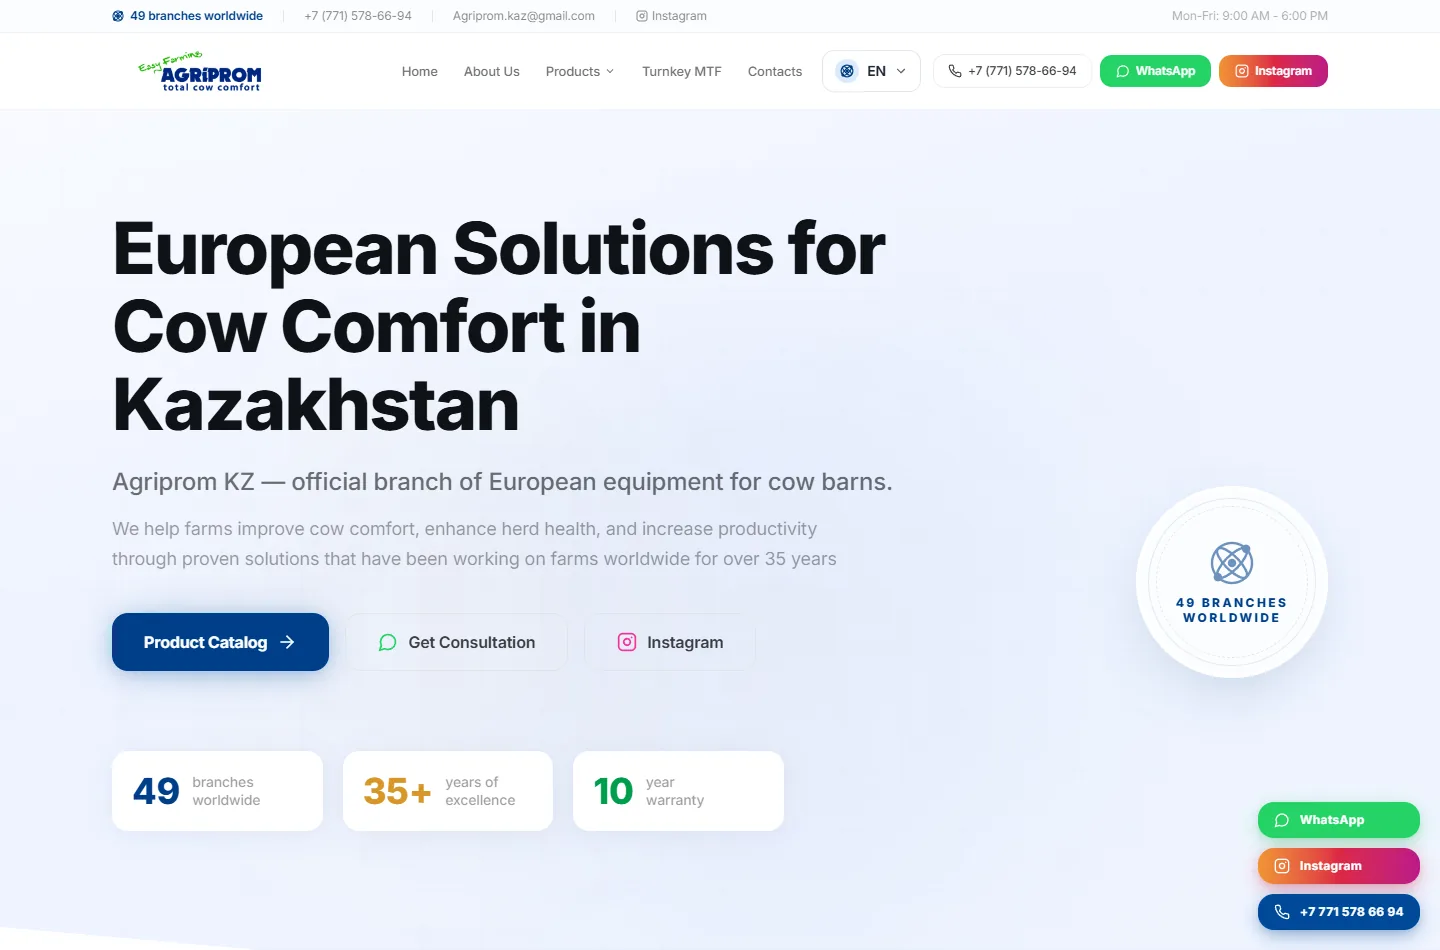 49 branches worldwide
+7 (771) 578-66-94
Agriprom.kaz@gmail.com
Instagram
Mon-Fri: 9:00 AM - 6:00 PM
Easy Farming
AGRiPROM
total cow comfort
Home
About Us
Products
Turnkey MTF
Contacts
EN
+7 (771) 578-66-94
WhatsApp
Instagram
European Solutions for
Cow Comfort in
Kazakhstan
Agriprom KZ — official branch of European equipment for cow barns.
We help farms improve cow comfort, enhance herd health, and increase productivity
through proven solutions that have been working on farms worldwide for over 35 years
Product Catalog
Get Consultation
Instagram
49 BRANCHES
WORLDWIDE
49 branches
worldwide
35+ years of
excellence
10 year
warranty
WhatsApp
Instagram
+7 771 578 66 94